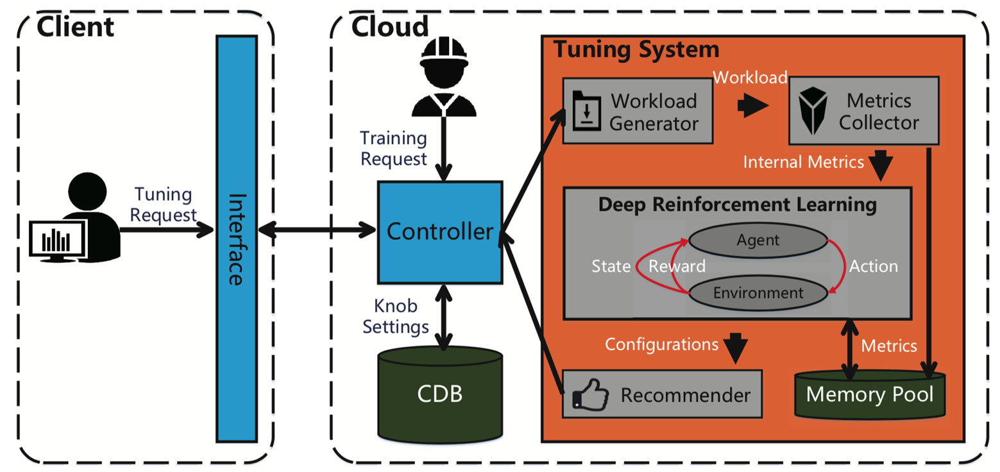 Client
Tuning
Request
Interface
Cloud
Training
Request
Controller
Knob
Settings
CDB
Tuning System
Workload
Generator
Workload
Metrics
Collector
Internal Metrics
Deep Reinforcement Learning
Agent
State
Reward
Action
Environment
Configurations
Metrics
Recommender
Memory Pool